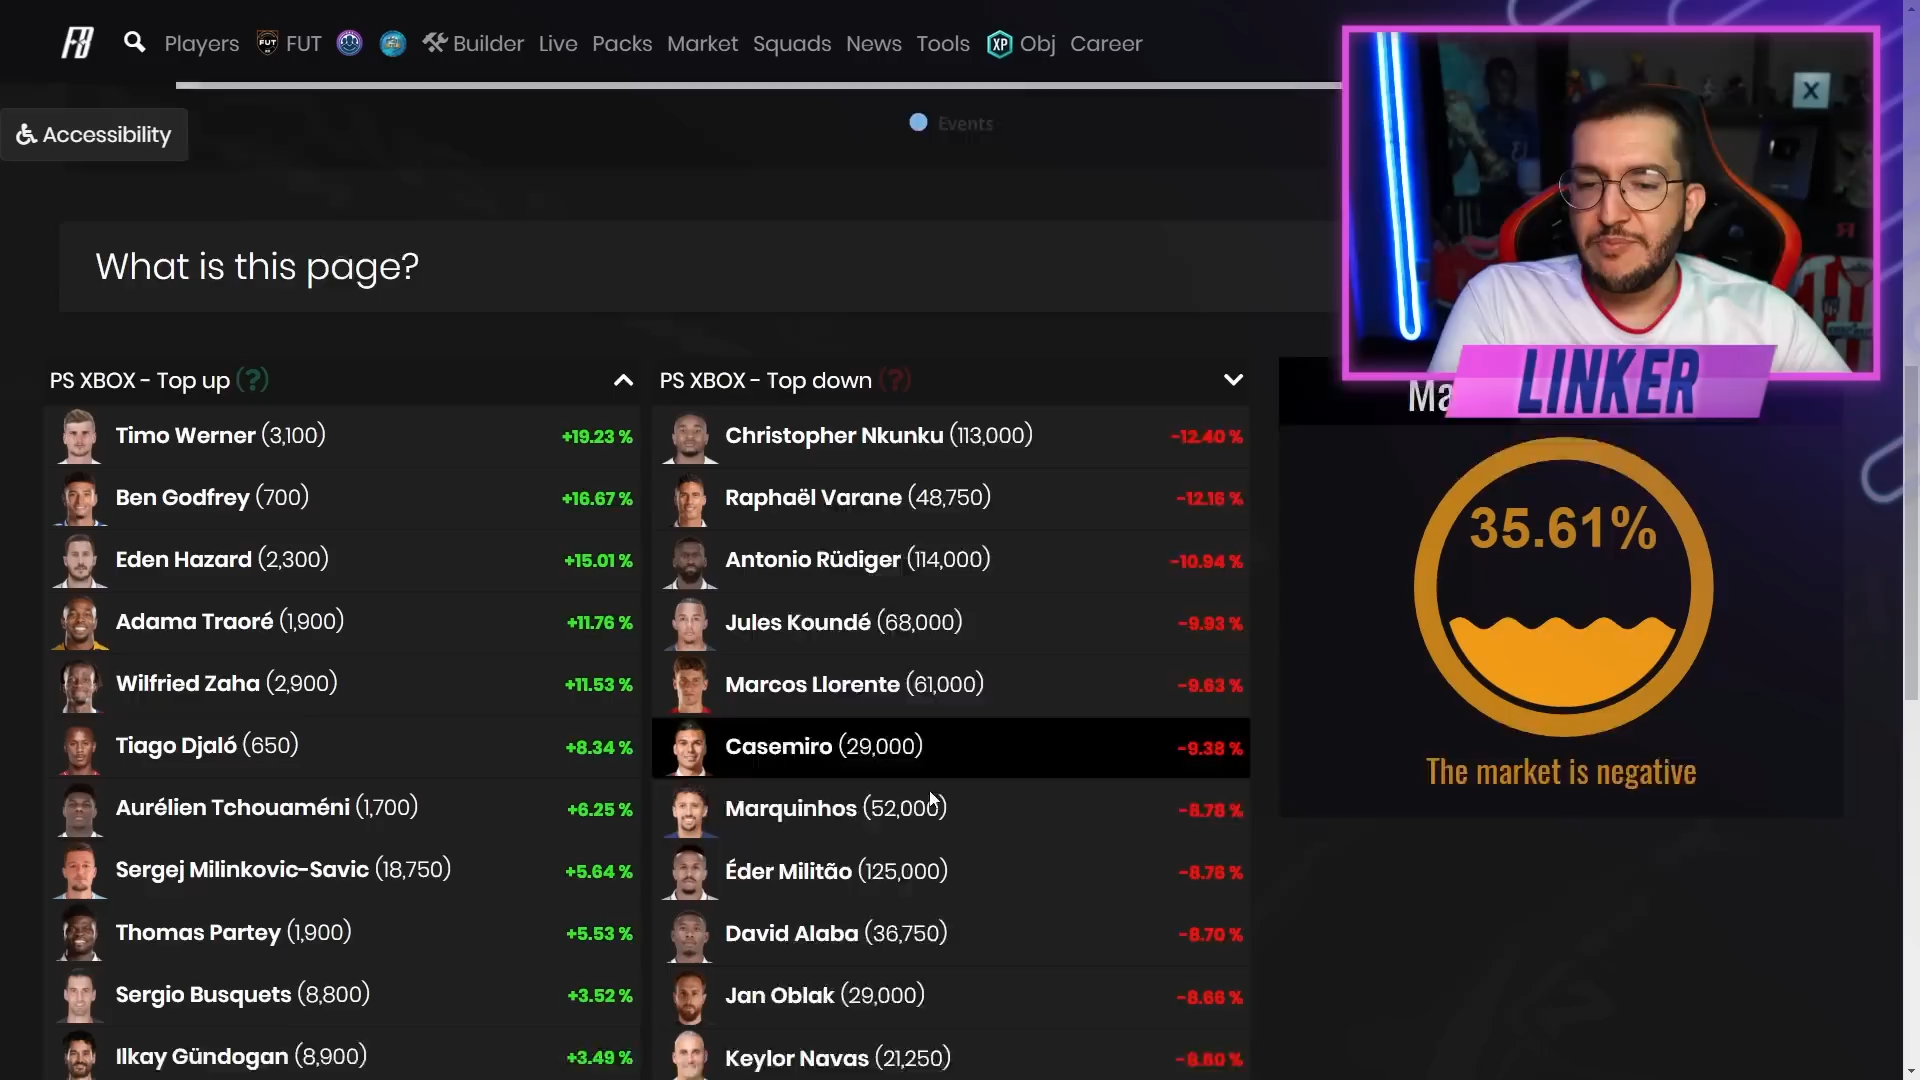 Players FUT Builder Live Packs Market Squads News Tools XP Obj Career
X
Accessibility
Events
What is this page?
LINKER
Ma
PS XBOX - Top up (?)
Timo Werner (3,100) +19.23 %
Ben Godfrey (700) +16.67 %
Eden Hazard (2,300) +15.01 %
Adama Traoré (1,900) +11.76 %
Wilfried Zaha (2,900) +11.53 %
Tiago Djaló (650) +8.34 %
Aurélien Tchouaméni (1,700) +6.25 %
Sergej Milinkovic-Savic (18,750) +5.64 %
Thomas Partey (1,900) +5.53 %
Sergio Busquets (8,800) +3.52 %
Ilkay Gündogan (8,900) +3.49 %
PS XBOX - Top down (?)
Christopher Nkunku (113,000) -12.40 %
Raphaël Varane (48,750) -12.16 %
Antonio Rüdiger (114,000) -10.94 %
Jules Koundé (68,000) -9.93 %
Marcos Llorente (61,000) -9.63 %
Casemiro (29,000) -9.38 %
Marquinhos (52,000) -8.78 %
Éder Militão (125,000) -8.76 %
David Alaba (36,750) -8.70 %
Jan Oblak (29,000) -8.66 %
Keylor Navas (21,250)
35.61%
The market is negative